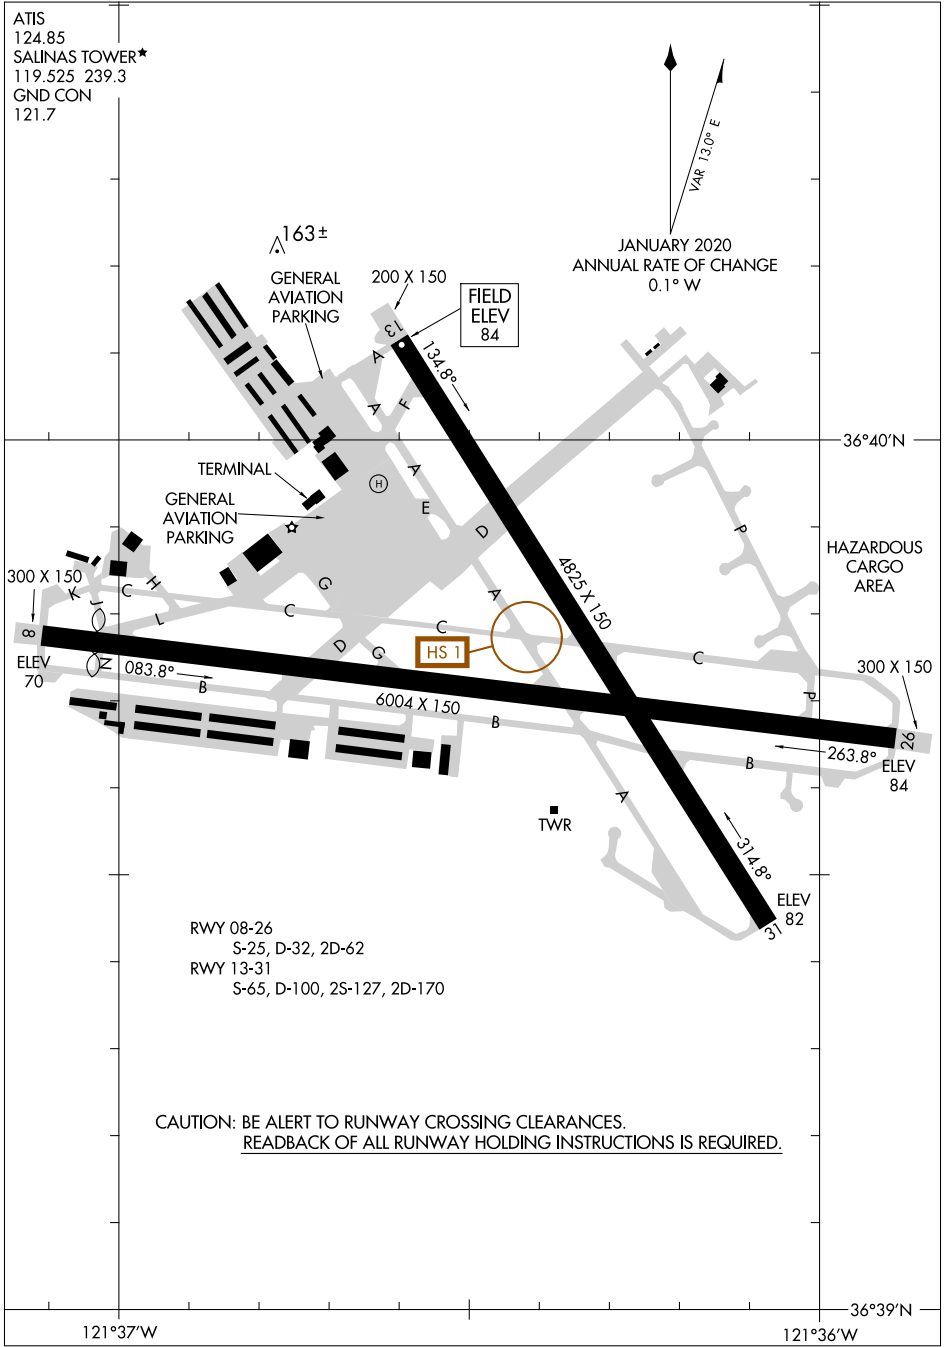 ATIS
124.85
SALINAS TOWER★
119.525 239.3
GND CON
121.7
VAR 13.0° E
JANUARY 2020
ANNUAL RATE OF CHANGE
0.1° W
163±
GENERAL
AVIATION
PARKING
200 X 150
FIELD
ELEV
84
13
134.8°
A
A
F
A
E
D
H
36°40'N
TERMINAL
GENERAL
AVIATION
PARKING
P
HAZARDOUS
CARGO
AREA
4825 X 150
300 X 150
K
J
H
C
L
G
C
A
C
HS 1
D
G
C
P
300 X 150
8
ELEV
70
N
083.8°
B
6004 X 150
B
B
263.8°
26
ELEV
84
A
TWR
314.8°
ELEV
82
31
RWY 08-26
S-25, D-32, 2D-62
RWY 13-31
S-65, D-100, 2S-127, 2D-170
CAUTION: BE ALERT TO RUNWAY CROSSING CLEARANCES.
READBACK OF ALL RUNWAY HOLDING INSTRUCTIONS IS REQUIRED.
36°39'N
121°37'W
121°36'W